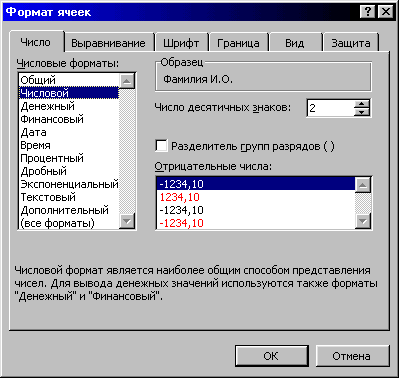 Формат ячеек
Число Выравнивание Шрифт Граница Вид Защита
Числовые форматы:
Общий
Числовой
Денежный
Финансовый
Дата
Время
Процентный
Дробный
Экспоненциальный
Текстовый
Дополнительный
(все форматы)
Образец
Фамилия И.О.
Число десятичных знаков: 2
Разделитель групп разрядов ( )
Отрицательные числа:
-1234,10
1234,10
-1234,10
-1234,10
Числовой формат является наиболее общим способом представления
чисел. Для вывода денежных значений используются также форматы
"Денежный" и "Финансовый".
ОК Отмена